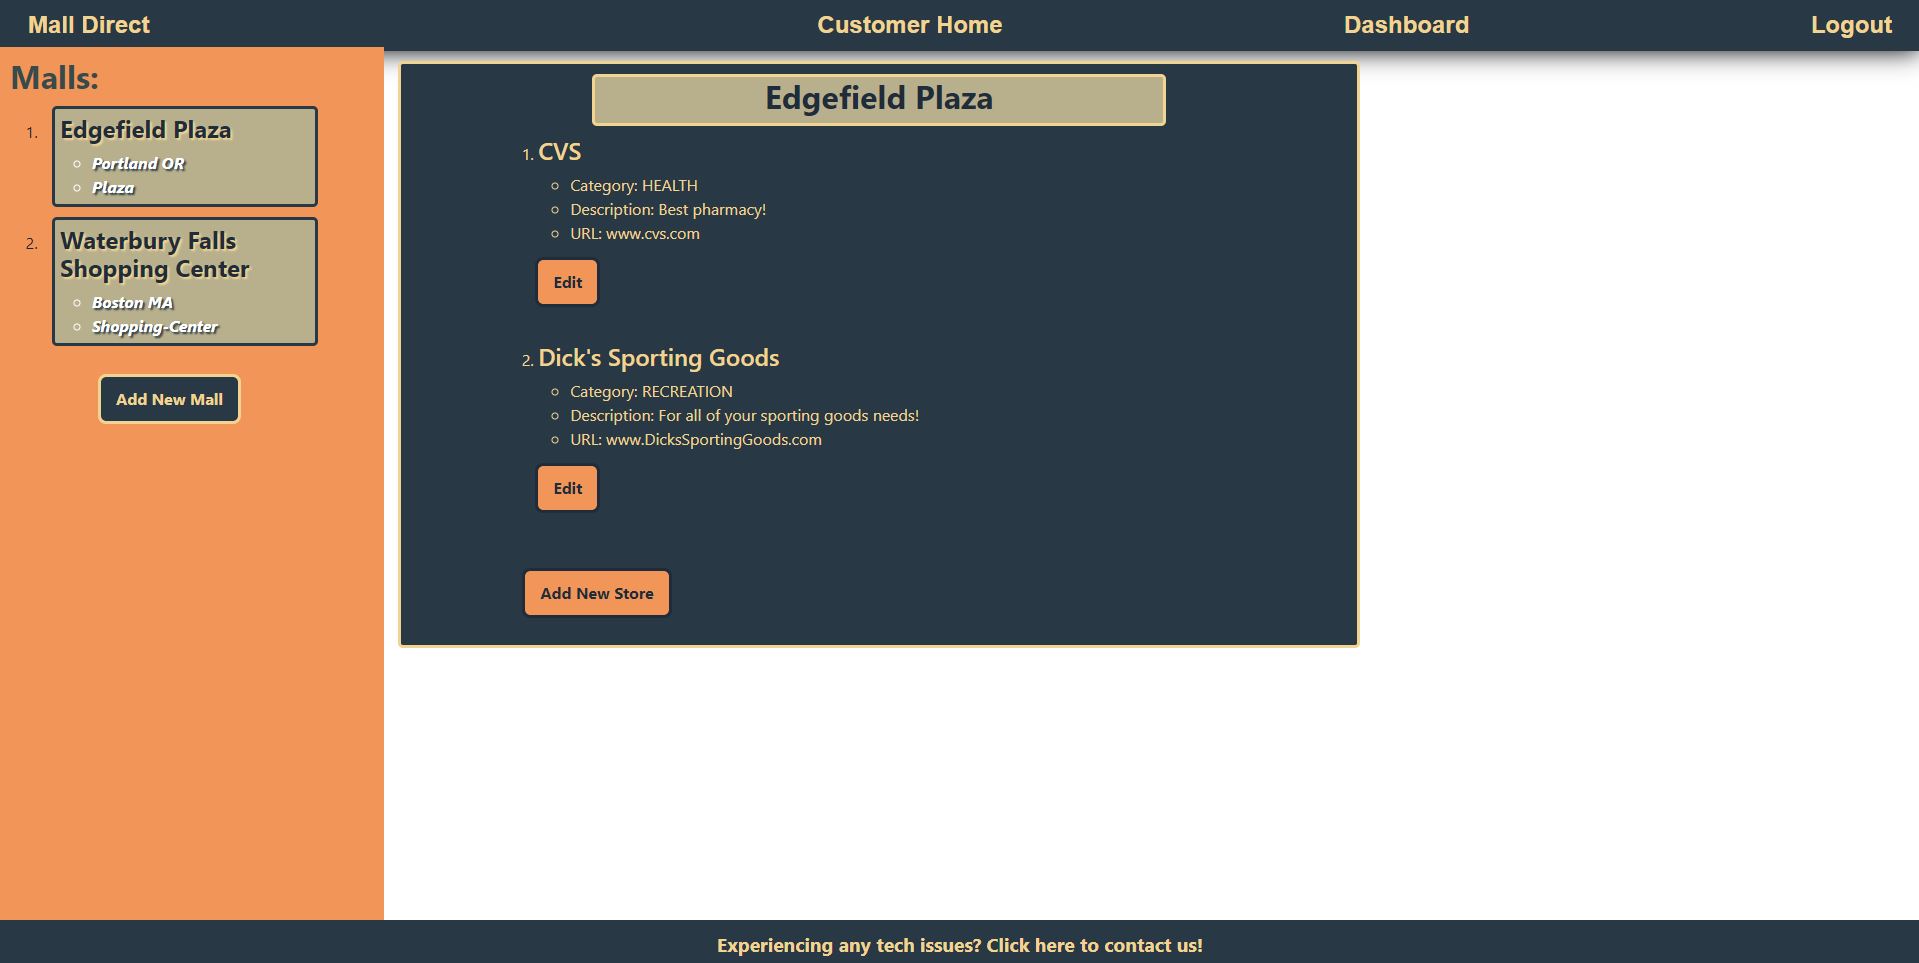 Mall Direct
Customer Home
Dashboard
Logout
Malls:
1. Edgefield Plaza
Portland OR
Plaza
2. Waterbury Falls
Shopping Center
Boston MA
Shopping-Center
Add New Mall
Edgefield Plaza
1. CVS
Category: HEALTH
Description: Best pharmacy!
URL: www.cvs.com
Edit
2. Dick's Sporting Goods
Category: RECREATION
Description: For all of your sporting goods needs!
URL: www.DicksSportingGoods.com
Edit
Add New Store
Experiencing any tech issues? Click here to contact us!